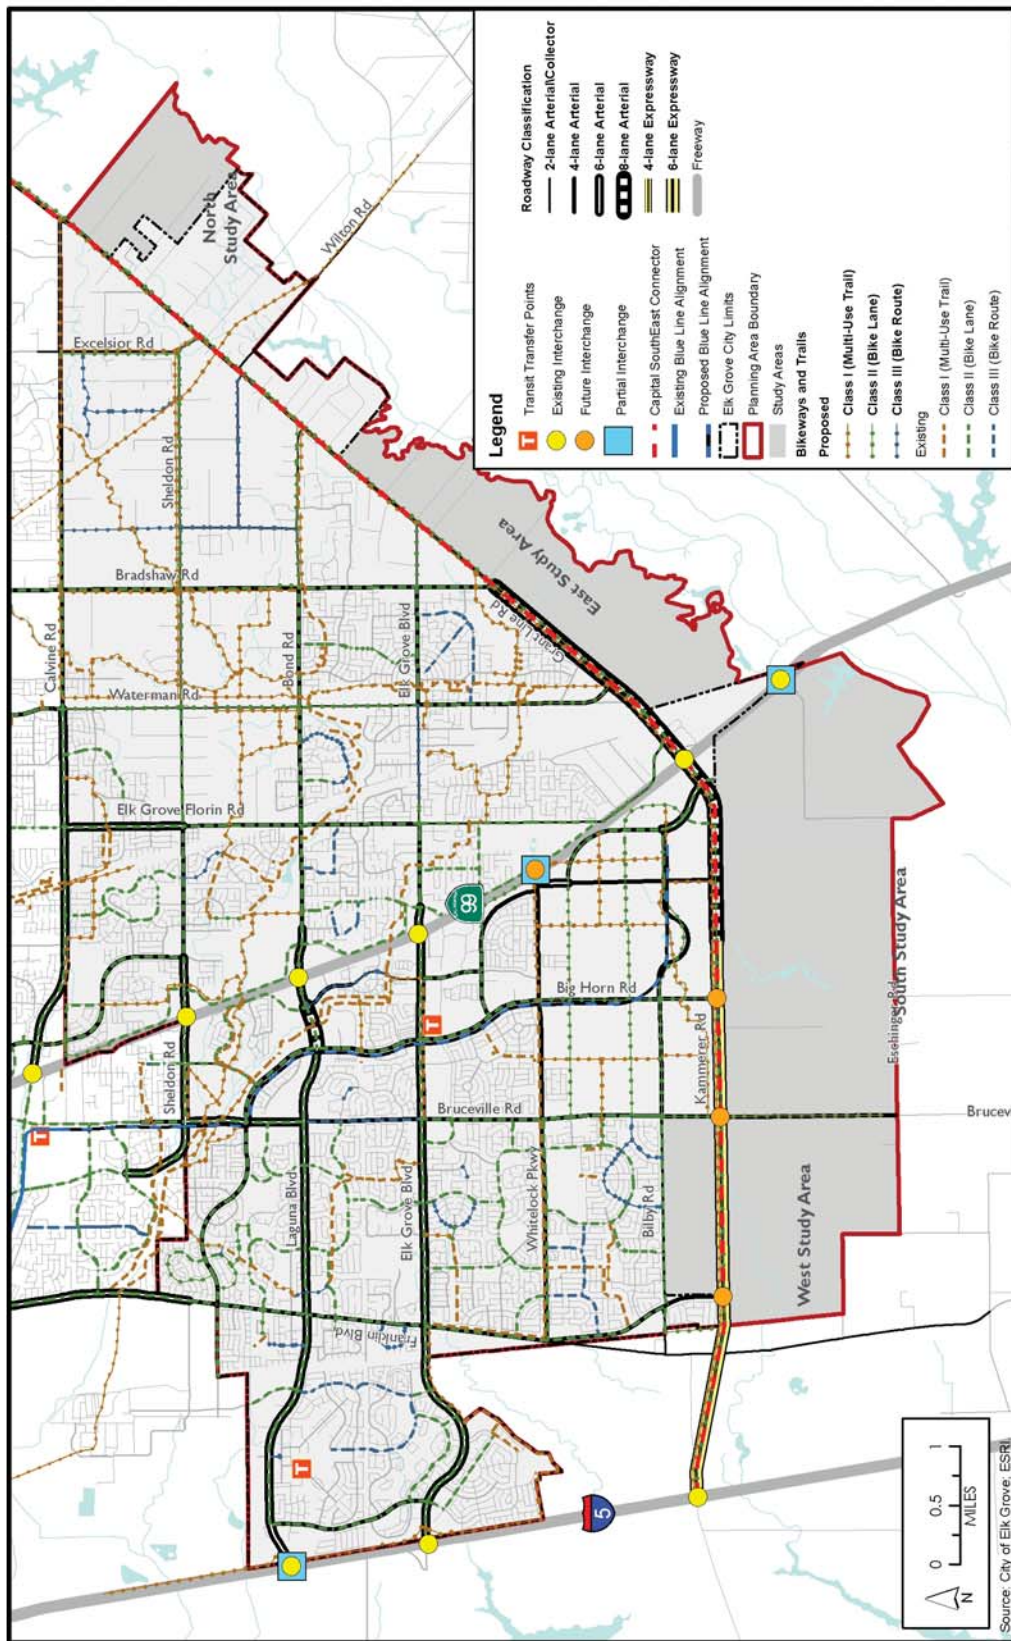 North
Study Area
Wilton Rd
Excelsior Rd
Sheldon Rd
Bradshaw Rd
Calvine Rd
Bond Rd
Elk Grove Blvd
Grant Line Rd
East Study Area
Waterman Rd
Elk Grove Florin Rd
99
Big Horn Rd
Kammerer Rd
Eschinger Rd
South Study Area
Sheldon Rd
T
T
T
Bruceville Rd
Brucev
Laguna Blvd
Elk Grove Blvd
Whitelock Pkwy
Bilby Rd
West Study Area
Franklin Blvd
5
Legend
T Transit Transfer Points
Existing Interchange
Future Interchange
Partial Interchange
Capital SouthEast Connector
Existing Blue Line Alignment
Proposed Blue Line Alignment
Elk Grove City Limits
Planning Area Boundary
Study Areas
Bikeways and Trails
Proposed
Class I (Multi-Use Trail)
Class II (Bike Lane)
Class III (Bike Route)
Existing
Class I (Multi-Use Trail)
Class II (Bike Lane)
Class III (Bike Route)
Roadway Classification
2-lane Arterial\Collector
4-lane Arterial
6-lane Arterial
8-lane Arterial
4-lane Expressway
6-lane Expressway
Freeway
N
0 0.5 1
MILES
Source: City of Elk Grove; ESRI.